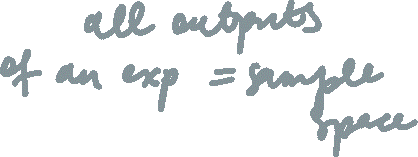 all outputs
of an exp = sample
space